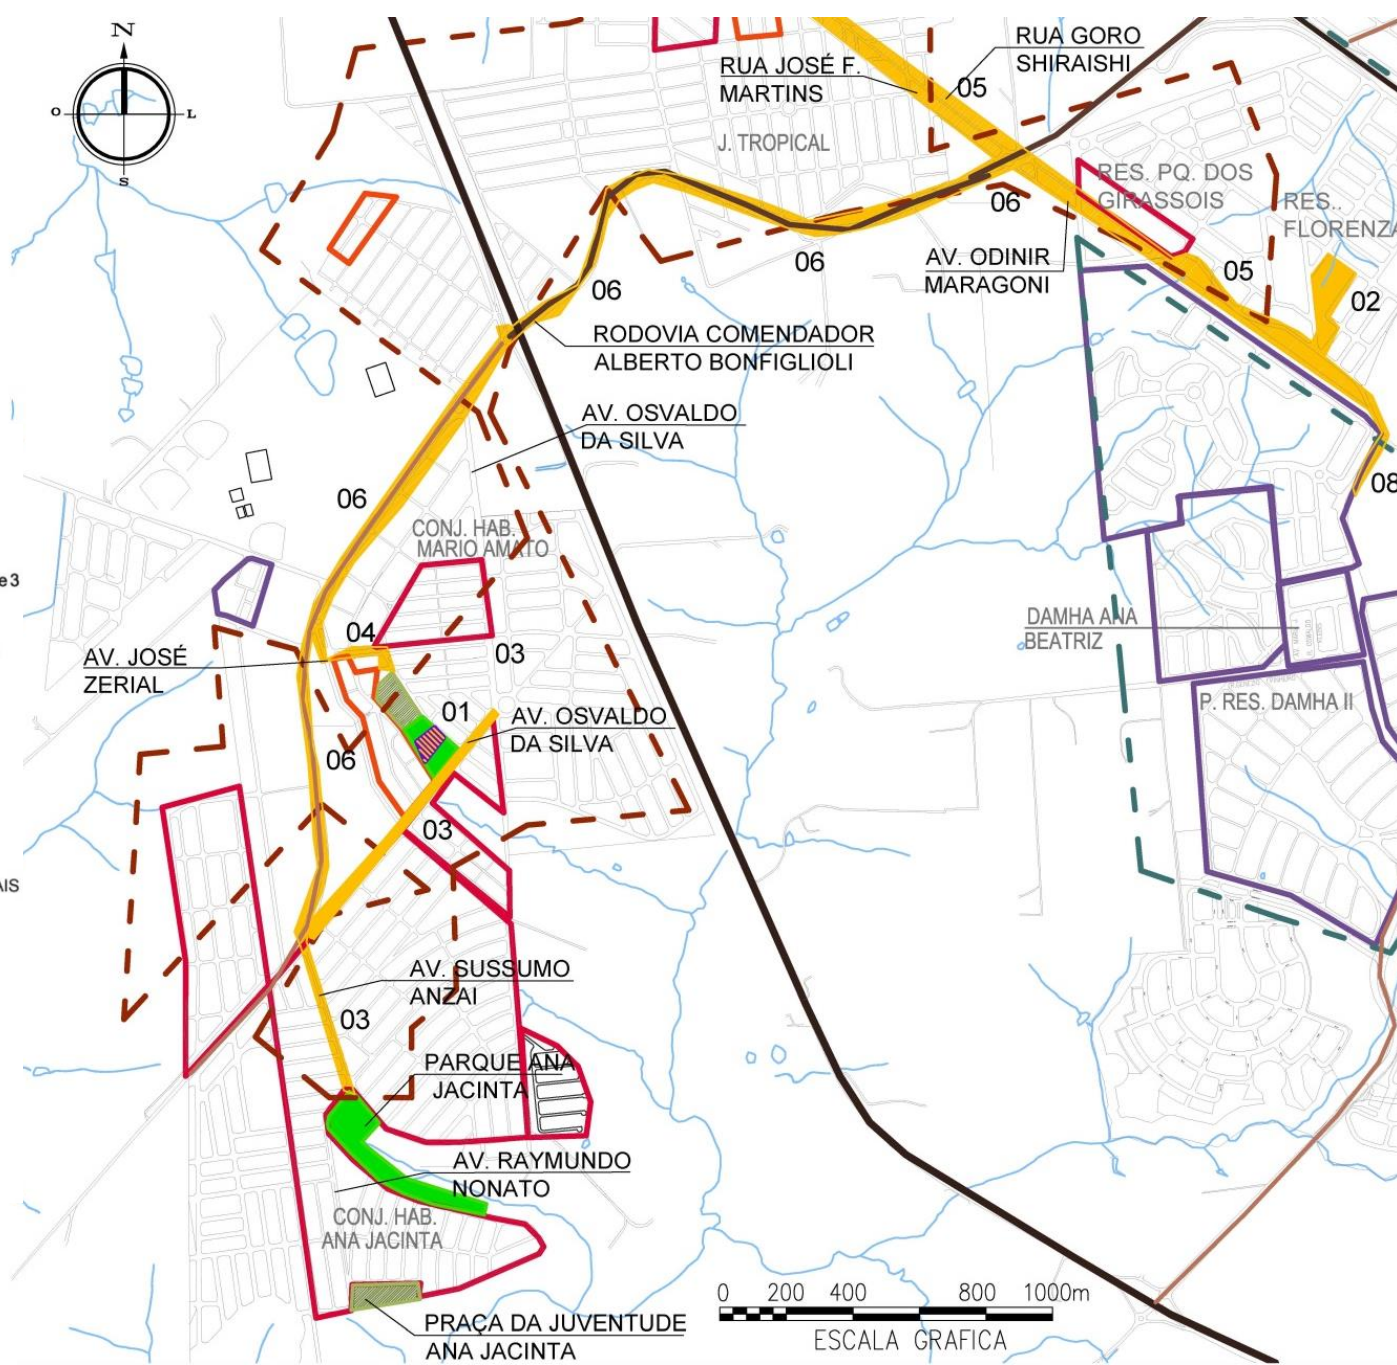 N
O
L
S
RUA GORO
SHIRAISHI
RUA JOSÉ F.
MARTINS
05
J. TROPICAL
RES. PQ. DOS
GIRASSOIS
RES..
FLORENZA
06
AV. ODINIR
MARAGONI
05
02
06
06
RODOVIA COMENDADOR
ALBERTO BONFIGLIOLI
AV. OSVALDO
DA SILVA
06
08
CONJ. HAB.
MARIO AMATO
e3
DAMHA ANA
BEATRIZ
04
03
AV. JOSÉ
ZERIAL
P. RES. DAMHA II
01
AV. OSVALDO
DA SILVA
06
03
AIS
AV. SUSSUMO
ANZAI
03
PARQUE ANA
JACINTA
AV. RAYMUNDO
NONATO
CONJ. HAB.
ANA JACINTA
0 200 400 800 1000m
ESCALA GRAFICA
PRAÇA DA JUVENTUDE
ANA JACINTA